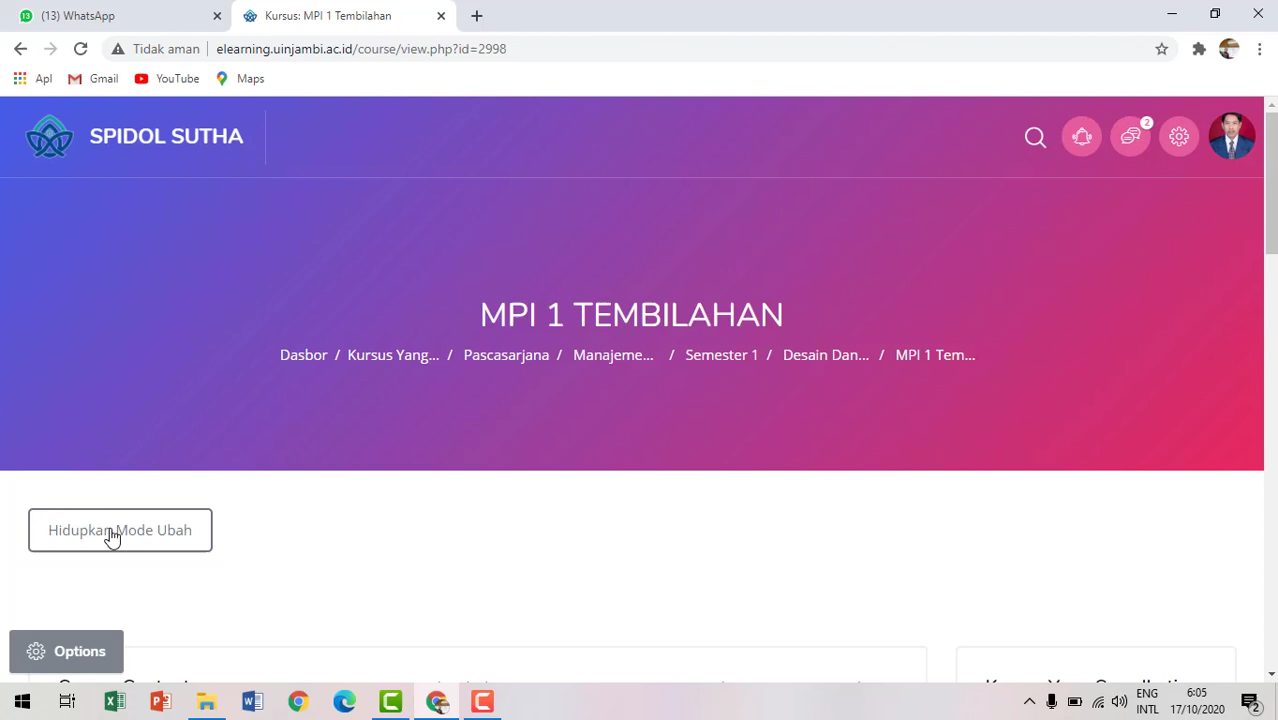 (13) WhatsApp
Kursus: MPI 1 Tembilahan
Tidak aman
elearning.uinjambi.ac.id/course/view.php?id=2998
Apl
Gmail
YouTube
Maps
SPIDOL SUTHA
2
MPI 1 TEMBILAHAN
Dasbor / Kursus Yang... / Pascasarjana / Manajeme... / Semester 1 / Desain Dan... / MPI 1 Tem...
Hidupkan Mode Ubah
Options
ENG
INTL
6:05
17/10/2020
2